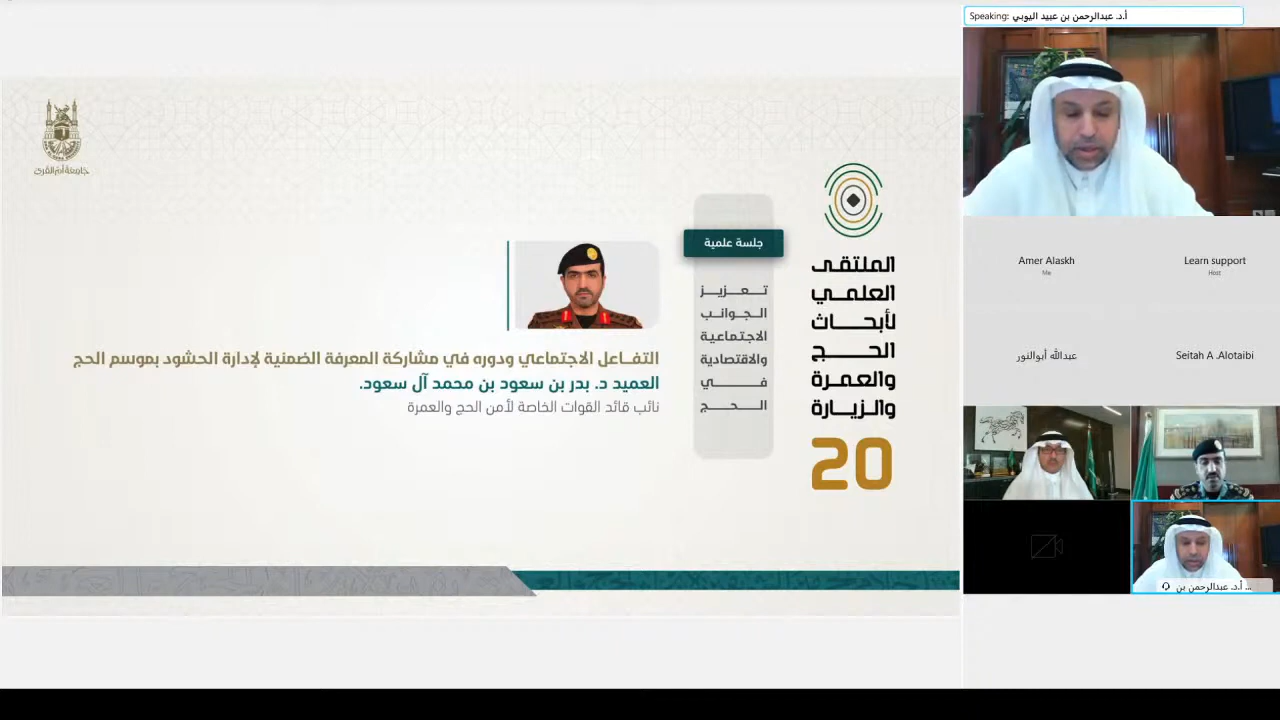 Speaking: أ.د. عبدالرحمن بن عبيد اليوبي
جامعة أم القرى
الملتقى
العلمي
لأبحاث
الحج
والعمرة
والزيارة
20
جلسة علمية
تعزيز
الجوانب
الاجتماعية
والاقتصادية
في
الحج
التفاعل الاجتماعي ودوره في مشاركة المعرفة الضمنية لإدارة الحشود بموسم الحج
العميد د. بدر بن سعود بن محمد آل سعود.
نائب قائد القوات الخاصة لأمن الحج والعمرة
Amer Alaskh
Me
Learn support
Host
عبدالله أبوالنور
Seitah A .Alotaibi
أ.د. عبدالرحمن بن ...